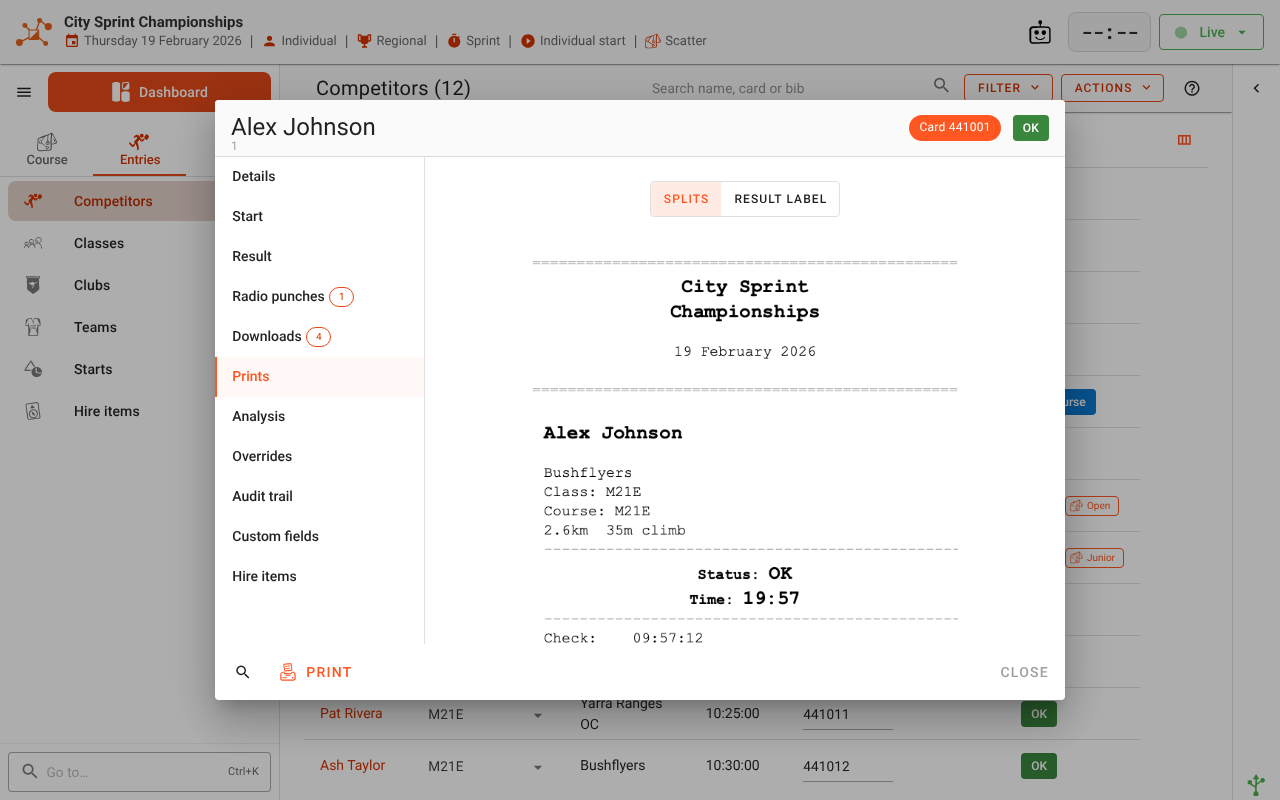 City Sprint Championships
Thursday 19 February 2026 | Individual | Regional | Sprint | Individual start | Scatter
--:--
Live
Dashboard
Competitors (12)
Search name, card or bib
FILTER
ACTIONS
Course
Entries
Competitors
Classes
Clubs
Teams
Starts
Hire items
Alex Johnson
1
Card 441001
OK
Details
Start
Result
Radio punches 1
Downloads 4
Prints
Analysis
Overrides
Audit trail
Custom fields
Hire items
SPLITS
RESULT LABEL
================================================
City Sprint
Championships
19 February 2026
================================================
Alex Johnson
Bushflyers
Class: M21E
Course: M21E
2.6km 35m climb
-----------------------------------------------
Status: OK
Time: 19:57
-----------------------------------------------
Check: 09:57:12
PRINT
CLOSE
Open
Junior
Pat Rivera M21E Yarra Ranges OC 10:25:00 441011 OK
Ash Taylor M21E Bushflyers 10:30:00 441012 OK
Go to... Ctrl+K